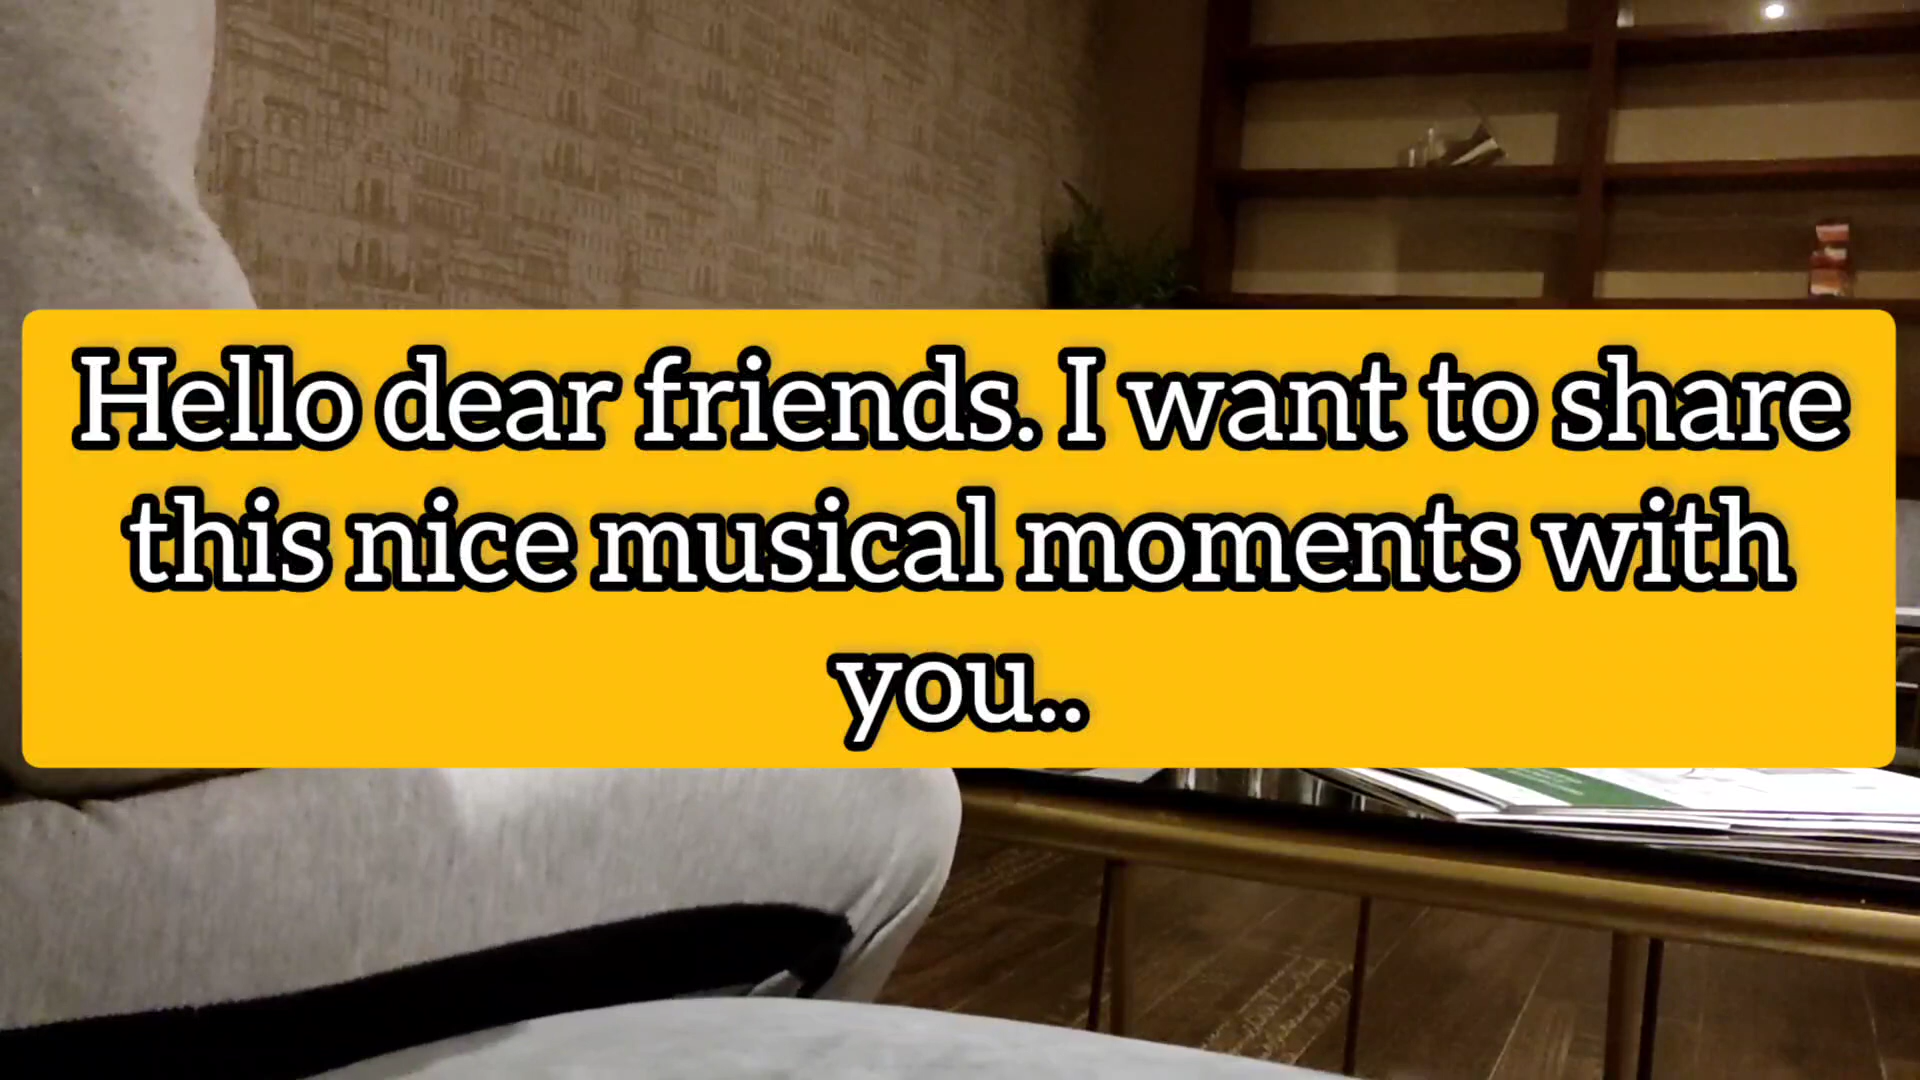 Hello dear friends. I want to share
this nice musical moments with
you..